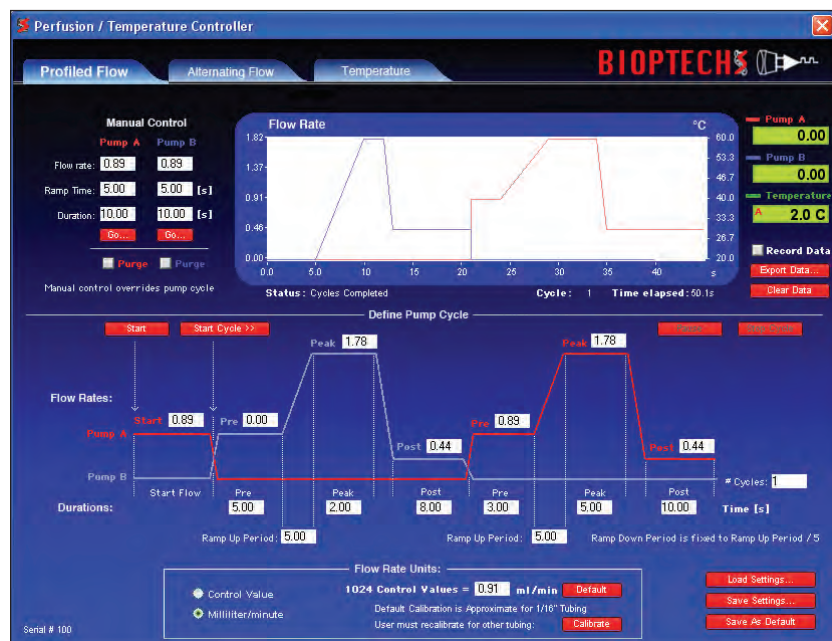 Perfusion / Temperature Controller
Profiled Flow
Alternating Flow
Temperature
BIOPTECHS
Manual Control
Pump A Pump B
Flow rate: 0.89 0.89
Ramp Time: 5.00 5.00 [s]
Duration: 10.00 10.00 [s]
Go... Go...
Purge Purge
Manual control overrides pump cycle
Flow Rate °C
1.82 60.0
53.3
1.37
46.7
0.91 40.0
0.46 33.3
26.7
0.00 20.0
0.0 5.0 10 15 20 25 30 35 40 s
Status: Cycles Completed Cycle: 1 Time elapsed: 50.1s
Pump A
0.00
Pump B
0.00
Temperature
A 2.0 C
Record Data
Export Data...
Clear Data
Define Pump Cycle
Start Start Cycle >>
Peak 1.78 Peak 1.78
Flow Rates:
Start 0.89 Pre 0.00 Pre 0.89
Pump A
Post 0.44 Post 0.44
Pump B
# Cycles: 1
Start Flow Pre Peak Post Pre Peak Post
Durations: 5.00 2.00 8.00 3.00 5.00 10.00 Time [s]
Ramp Up Period: 5.00 Ramp Up Period: 5.00 Ramp Down Period is fixed to Ramp Up Period / 5
Flow Rate Units:
Control Value
Milliliter/minute
1024 Control Values = 0.91 ml/min Default
Default Calibration is Approximate for 1/16" Tubing
User must recalibrate for other tubing: Calibrate
Load Settings...
Save Settings...
Save As Default
Serial # 100